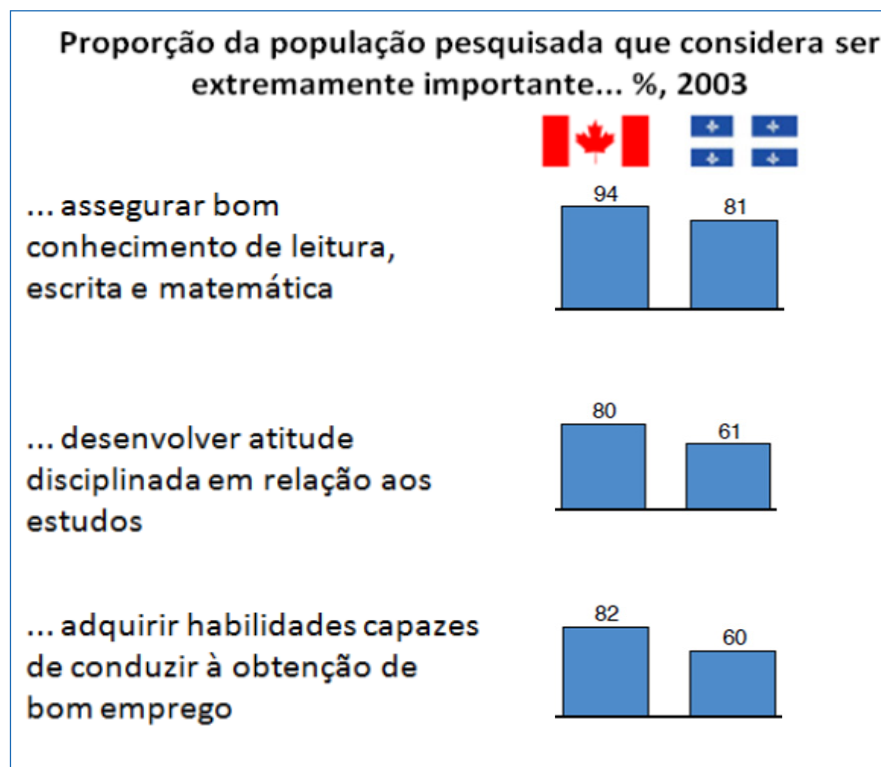 Proporção da população pesquisada que considera ser
extremamente importante... %, 2003
... assegurar bom
conhecimento de leitura,
escrita e matemática
94
81
... desenvolver atitude
disciplinada em relação aos
estudos
80
61
... adquirir habilidades capazes
de conduzir à obtenção de
bom emprego
82
60